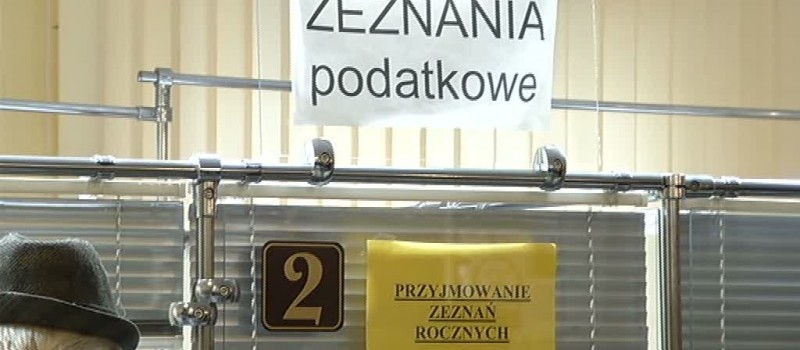 ZEZNANIA
podatkowe
2
PRZYJMOWANIE
ZEZNAŃ
ROCZNYCH